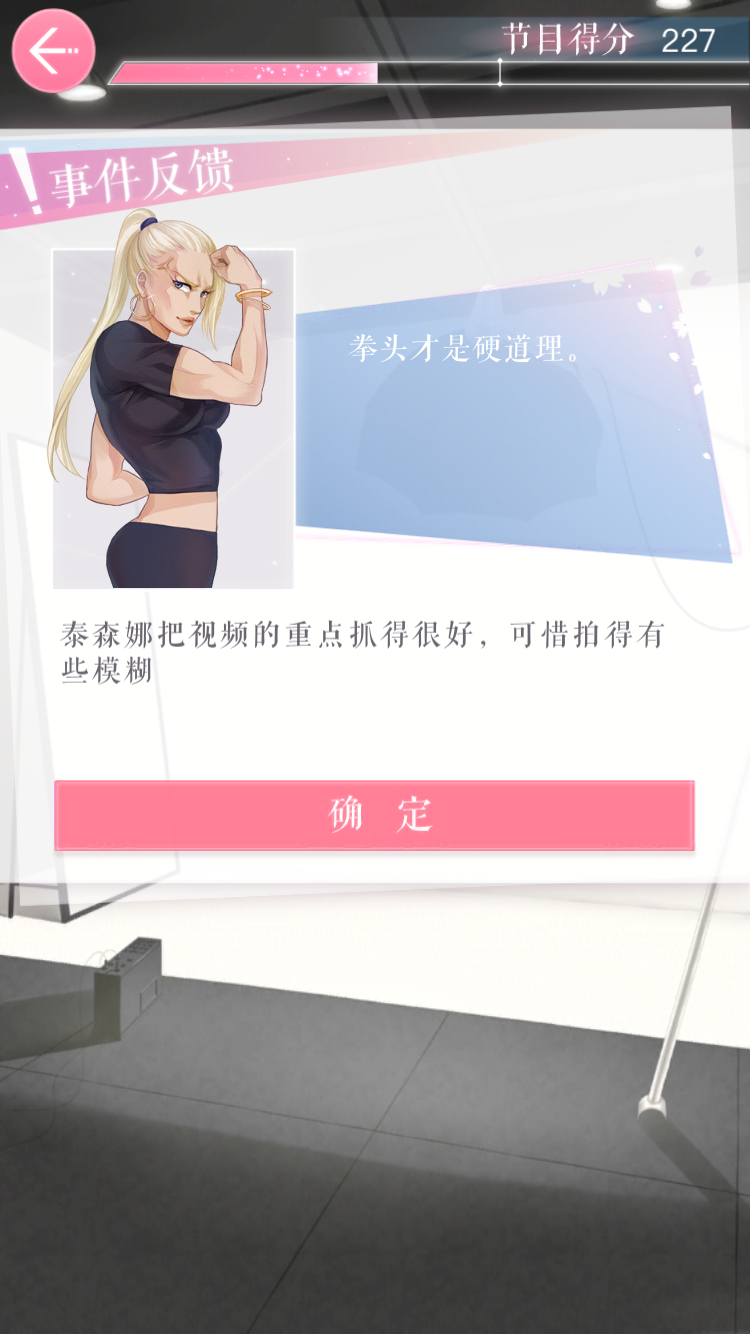 节目得分 227
！事件反馈
拳头才是硬道理。
泰森娜把视频的重点抓得很好，可惜拍得有
些模糊
确 定